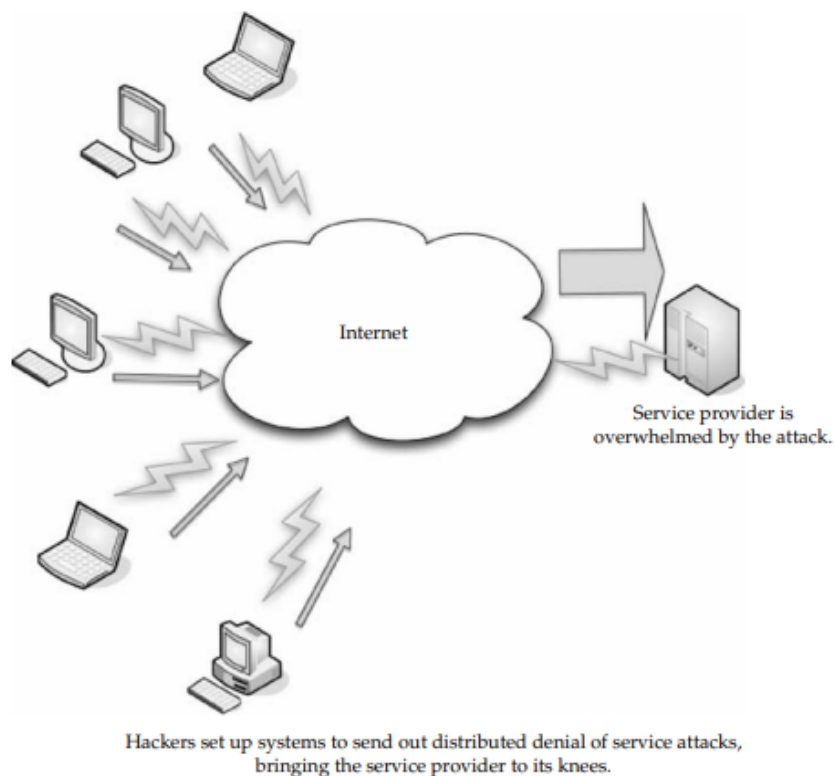 Internet
Service provider is
overwhelmed by the attack.
Hackers set up systems to send out distributed denial of service attacks,
bringing the service provider to its knees.